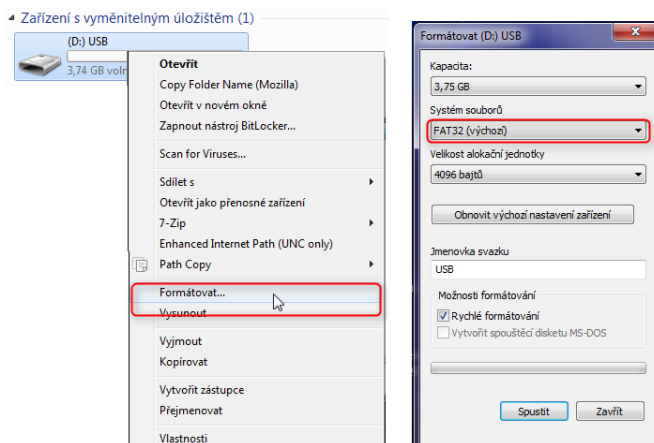 Zařízení s vyměnitelným úložištěm (1)
(D:) USB
3,74 GB voln
Otevřít
Copy Folder Name (Mozilla)
Otevřít v novém okně
Zapnout nástroj BitLocker...
Scan for Viruses...
Sdílet s
Otevřít jako přenosné zařízení
7-Zip
Enhanced Internet Path (UNC only)
Path Copy
Formátovat...
Vysunout
Vyjmout
Kopírovat
Vytvořit zástupce
Přejmenovat
Vlastnosti
Formátovat (D:) USB
Kapacita:
3,75 GB
Systém souborů
FAT32 (výchozí)
Velikost alokační jednotky
4096 bajtů
Obnovit výchozí nastavení zařízení
Jmenovka svazku
USB
Možnosti formátování
Rychlé formátování
Vytvořit spouštěcí disketu MS-DOS
Spustit
Zavřít